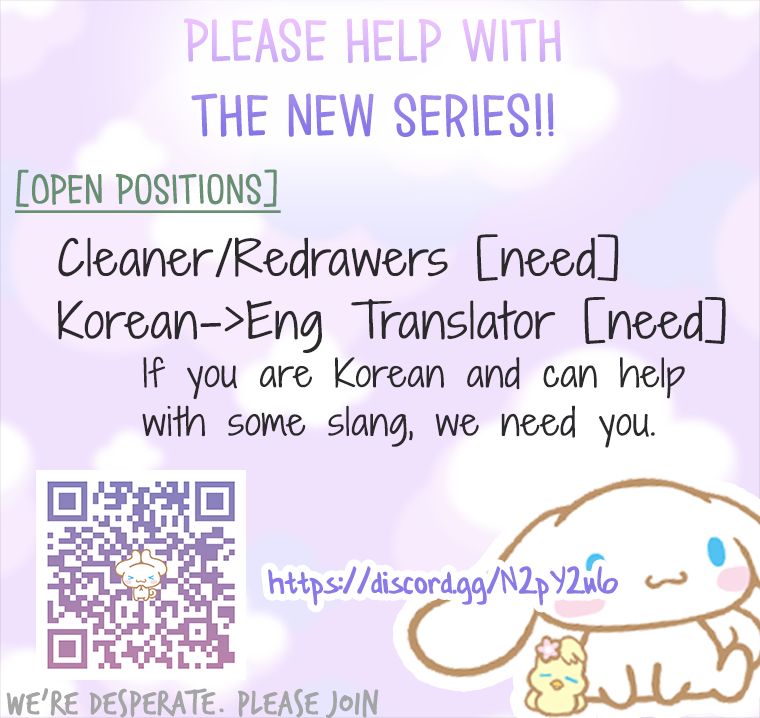 PLEASE HELP WITH
THE NEW SERIES!!
[OPEN POSITIONS]
Cleaner/Redrawers [need]
Korean->Eng Translator [need]
If you are Korean and can help
with some slang, we need you.
https://discord.gg/N2pY2u6
WE'RE DESPERATE. PLEASE JOIN